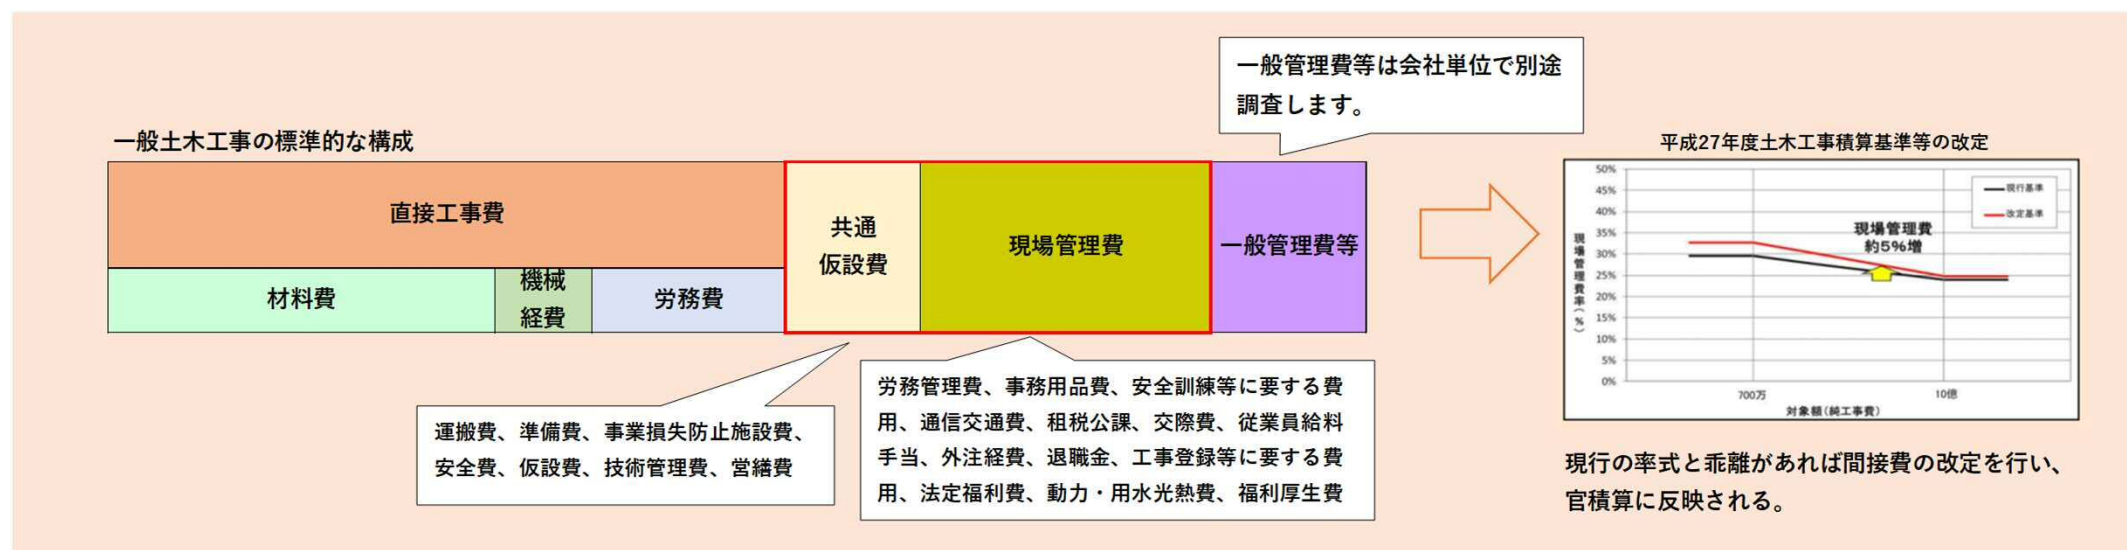 一般管理費等は会社単位で別途
調査します。
一般土木工事の標準的な構成
直接工事費
共通
仮設費
現場管理費
一般管理費等
材料費
機械
経費
労務費
運搬費、準備費、事業損失防止施設費、
安全費、仮設費、技術管理費、営繕費
労務管理費、事務用品費、安全訓練等に要する費
用、通信交通費、租税公課、交際費、従業員給料
手当、外注経費、退職金、工事登録等に要する費
用、法定福利費、動力・用水光熱費、福利厚生費
平成27年度土木工事積算基準等の改定
50%
45%
40%
35%
30%
25%
20%
15%
10%
5%
0%
現場管理費率(%)
現行基準
改定基準
現場管理費
約5%増
700万
10億
対象額(純工事費)
現行の率式と乖離があれば間接費の改定を行い、
官積算に反映される。